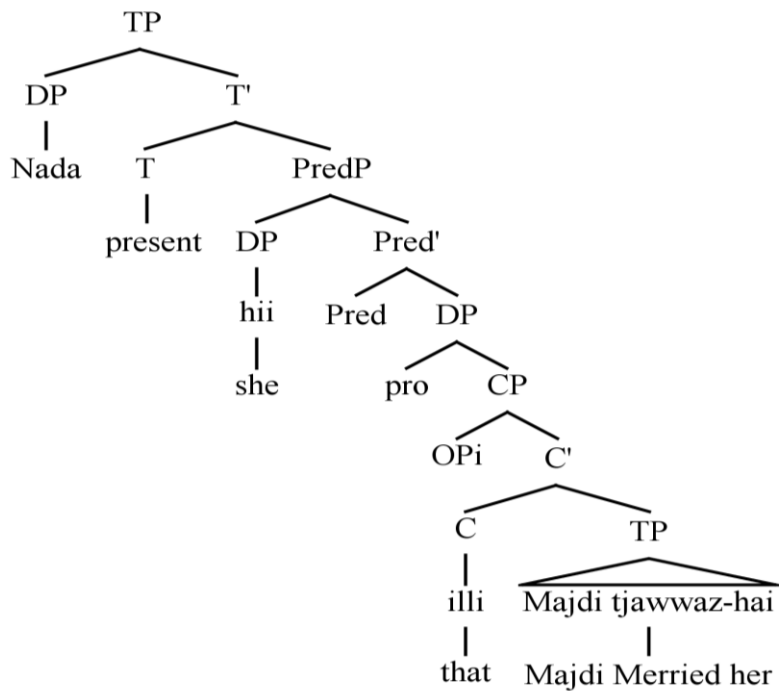 TP
DP T'
Nada T PredP
present DP Pred'
hii Pred DP
she pro CP
OPi C'
C TP
illi Majdi tjawwaz-hai
that Majdi Merried her